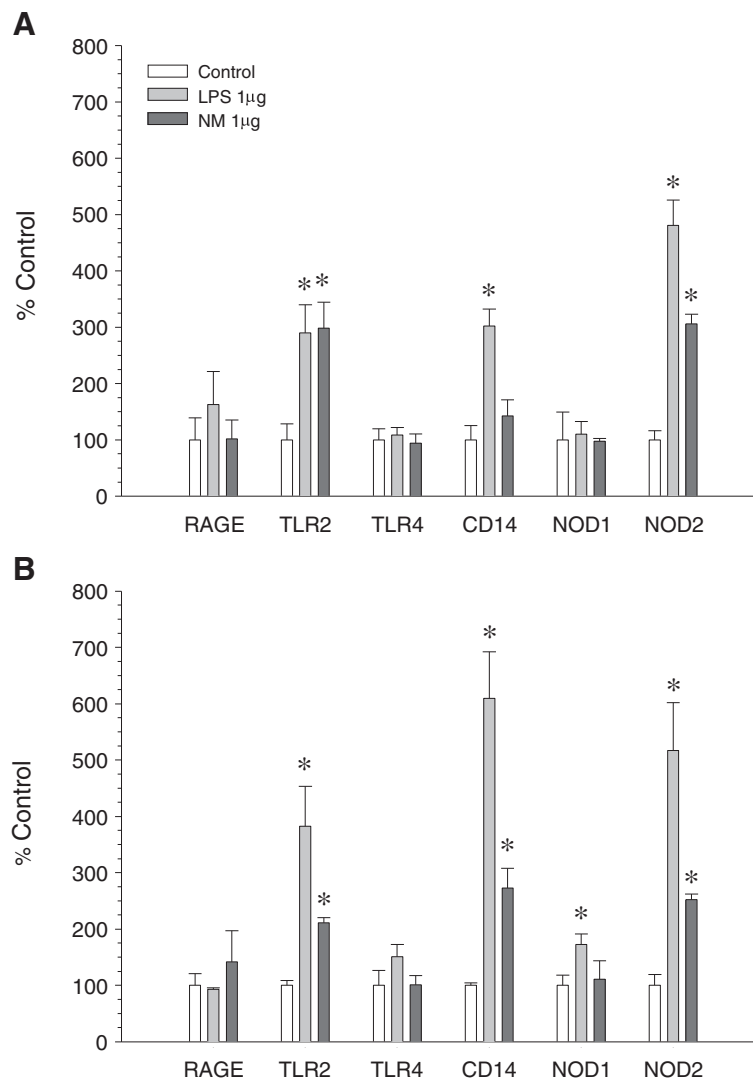 A
800
Control
LPS 1μg
700
NM 1μg
600
*
500
400
* * *
*
300
200
100
0
% Control
RAGE TLR2 TLR4 CD14 NOD1 NOD2
B
800
*
700
*
600
*
500
400
*
300
*
*
*
200
100
0
% Control
RAGE TLR2 TLR4 CD14 NOD1 NOD2